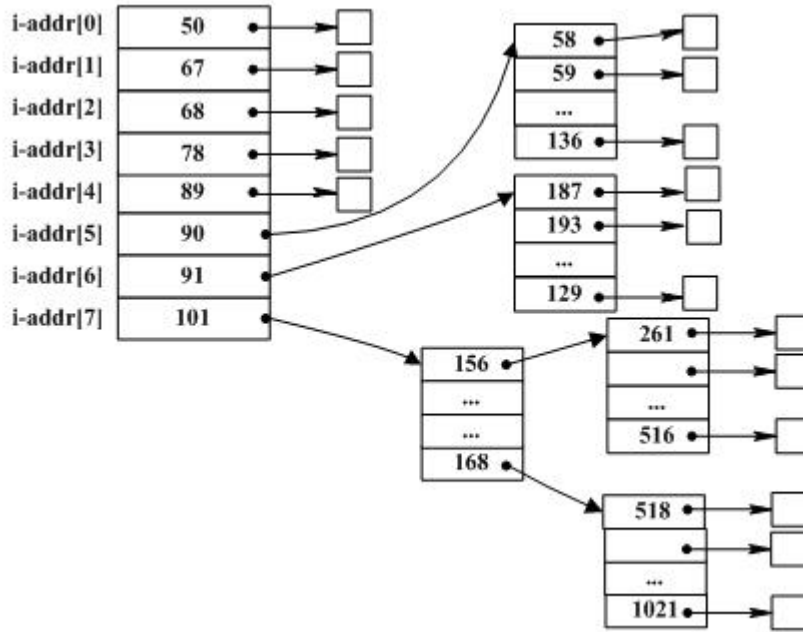 i-addr[0] 50
i-addr[1] 67
i-addr[2] 68
i-addr[3] 78
i-addr[4] 89
i-addr[5] 90
i-addr[6] 91
i-addr[7] 101
58
59
...
136
187
193
...
129
156
...
...
168
261
...
516
518
...
1021